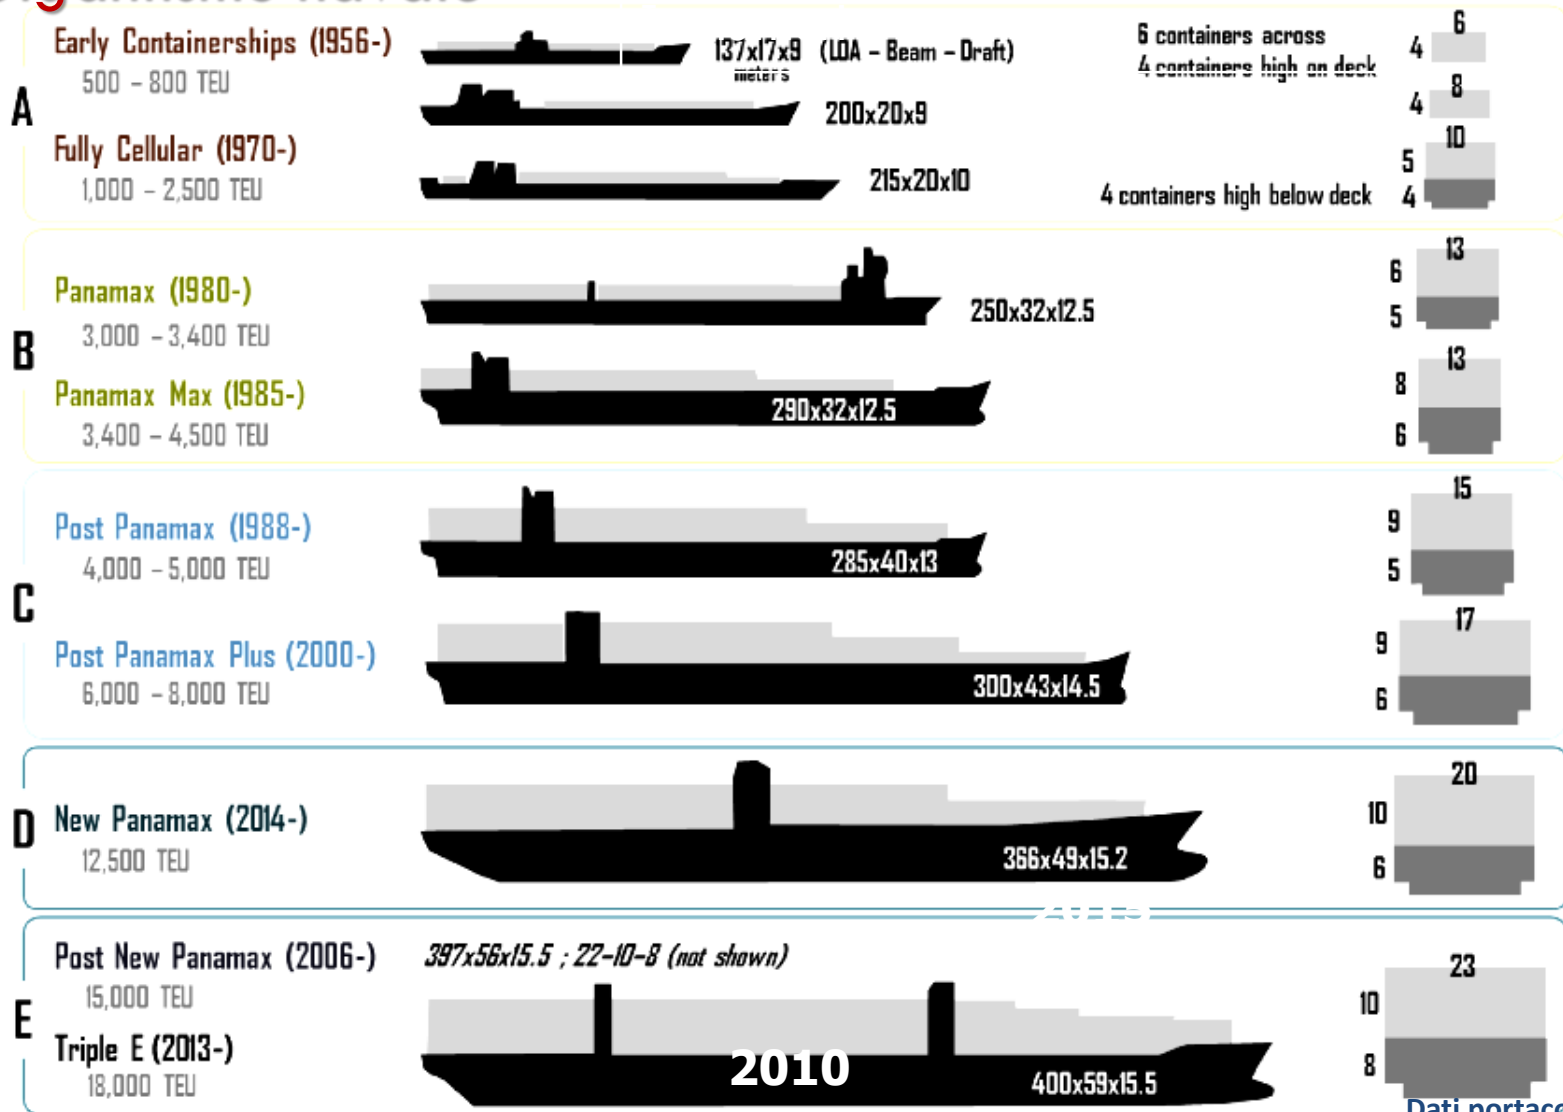 Early Containerships (1956-)
500 – 800 TEU
137x17x9 (LOA – Beam – Draft)
meters
6 containers across
4 containers high on deck
6
4
A
200x20x9
8
4
Fully Cellular (1970-)
1,000 – 2,500 TEU
215x20x10
10
5
4 containers high below deck
4
B
Panamax (1980-)
3,000 – 3,400 TEU
250x32x12.5
13
6
5
Panamax Max (1985-)
3,400 – 4,500 TEU
290x32x12.5
13
8
6
C
Post Panamax (1988-)
4,000 – 5,000 TEU
285x40x13
15
9
5
Post Panamax Plus (2000-)
6,000 – 8,000 TEU
300x43x14.5
17
9
6
D
New Panamax (2014-)
12,500 TEU
366x49x15.2
20
10
6
E
Post New Panamax (2006-)
15,000 TEU
397x56x15.5 ; 22-10-8 (not shown)
Triple E (2013-)
18,000 TEU
2010
400x59x15.5
23
10
8
Dati